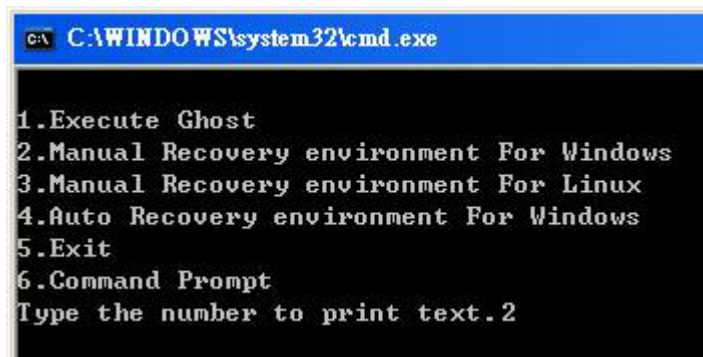 C:\WINDOWS\system32\cmd.exe
1.Execute Ghost
2.Manual Recovery environment For Windows
3.Manual Recovery environment For Linux
4.Auto Recovery environment For Windows
5.Exit
6.Command Prompt
Type the number to print text.2